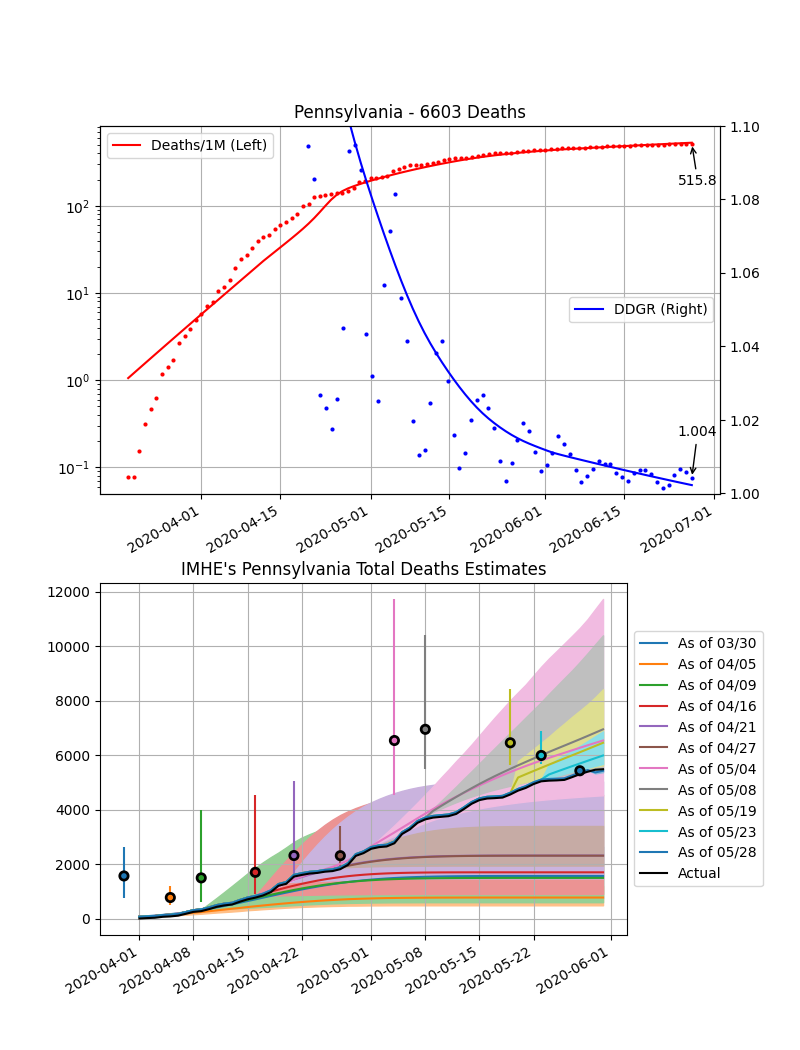 Pennsylvania - 6603 Deaths
Deaths/1M (Left)
DDGR (Right)
515.8
1.004
10²
10¹
10⁰
10⁻¹
1.10
1.08
1.06
1.04
1.02
1.00
2020-04-01
2020-04-15
2020-05-01
2020-05-15
2020-06-01
2020-06-15
2020-07-01
IMHE's Pennsylvania Total Deaths Estimates
12000
10000
8000
6000
4000
2000
0
2020-04-01
2020-04-08
2020-04-15
2020-04-22
2020-05-01
2020-05-08
2020-05-15
2020-05-22
2020-06-01
As of 03/30
As of 04/05
As of 04/09
As of 04/16
As of 04/21
As of 04/27
As of 05/04
As of 05/08
As of 05/19
As of 05/23
As of 05/28
Actual